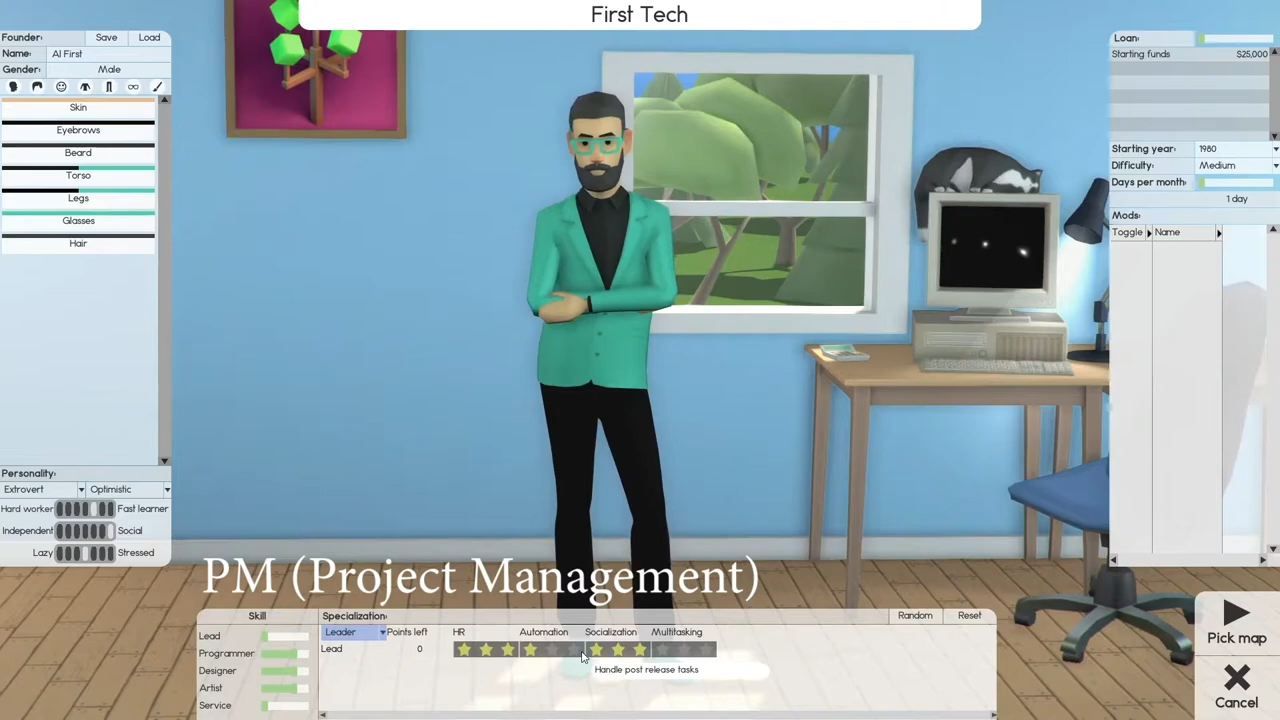 First Tech
Founder: Save Load
Name: AI First
Gender: Male
Skin
Eyebrows
Beard
Torso
Legs
Glasses
Hair
Personality:
Extrovert Optimistic
Hard worker Fast learner
Independent Social
Lazy Stressed
Loan:
Starting funds $25,000
Starting year: 1980
Difficulty: Medium
Days per month:
1 day
Mods:
Toggle Name
PM (Project Management)
Skill
Lead
Programmer
Designer
Artist
Service
Specialization: Random Reset
Leader Points left HR Automation Socialization Multitasking
Lead 0
Handle post release tasks
Pick map
Cancel